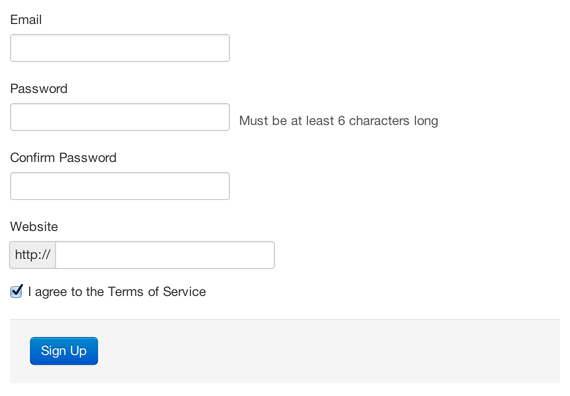 Email
Password
Must be at least 6 characters long
Confirm Password
Website
http://
I agree to the Terms of Service
Sign Up